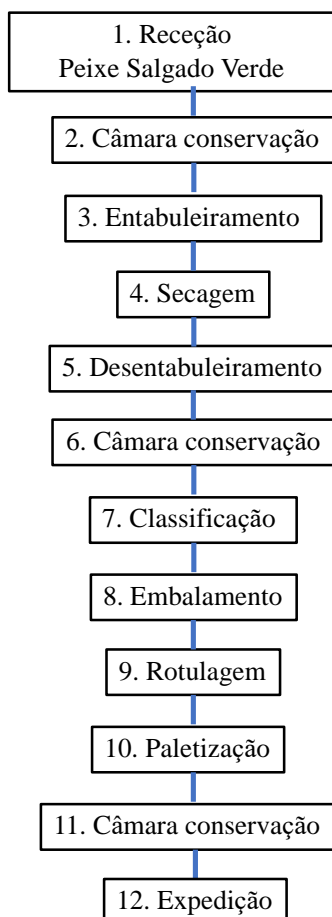 1. Receção
Peixe Salgado Verde
2. Câmara conservação
3. Entabuleiramento
4. Secagem
5. Desentabuleiramento
6. Câmara conservação
7. Classificação
8. Embalamento
9. Rotulagem
10. Paletização
11. Câmara conservação
12. Expedição